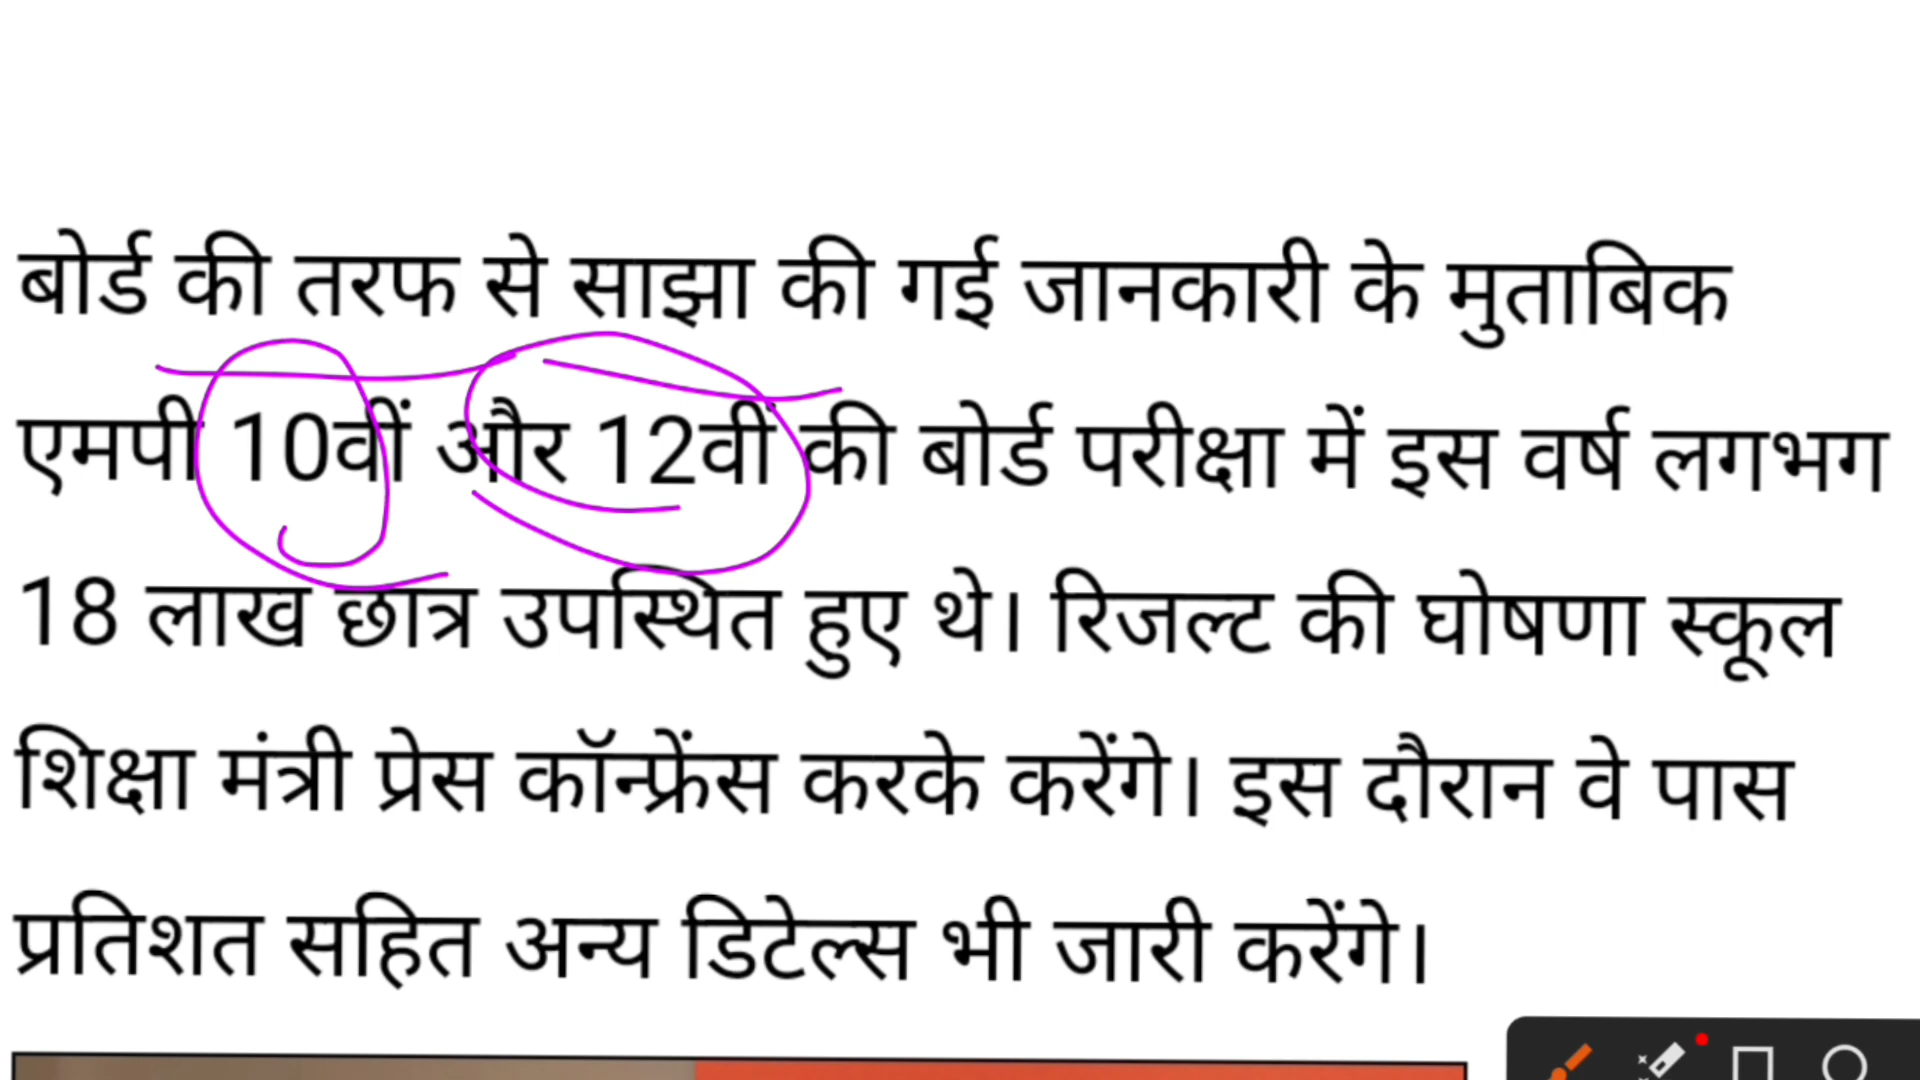 बोर्ड की तरफ से साझा की गई जानकारी के मुताबिक
एमपी 10वीं और 12वी की बोर्ड परीक्षा में इस वर्ष लगभग
18 लाख छात्र उपस्थित हुए थे। रिजल्ट की घोषणा स्कूल
शिक्षा मंत्री प्रेस कॉन्फ्रेंस करके करेंगे। इस दौरान वे पास
प्रतिशत सहित अन्य डिटेल्स भी जारी करेंगे।